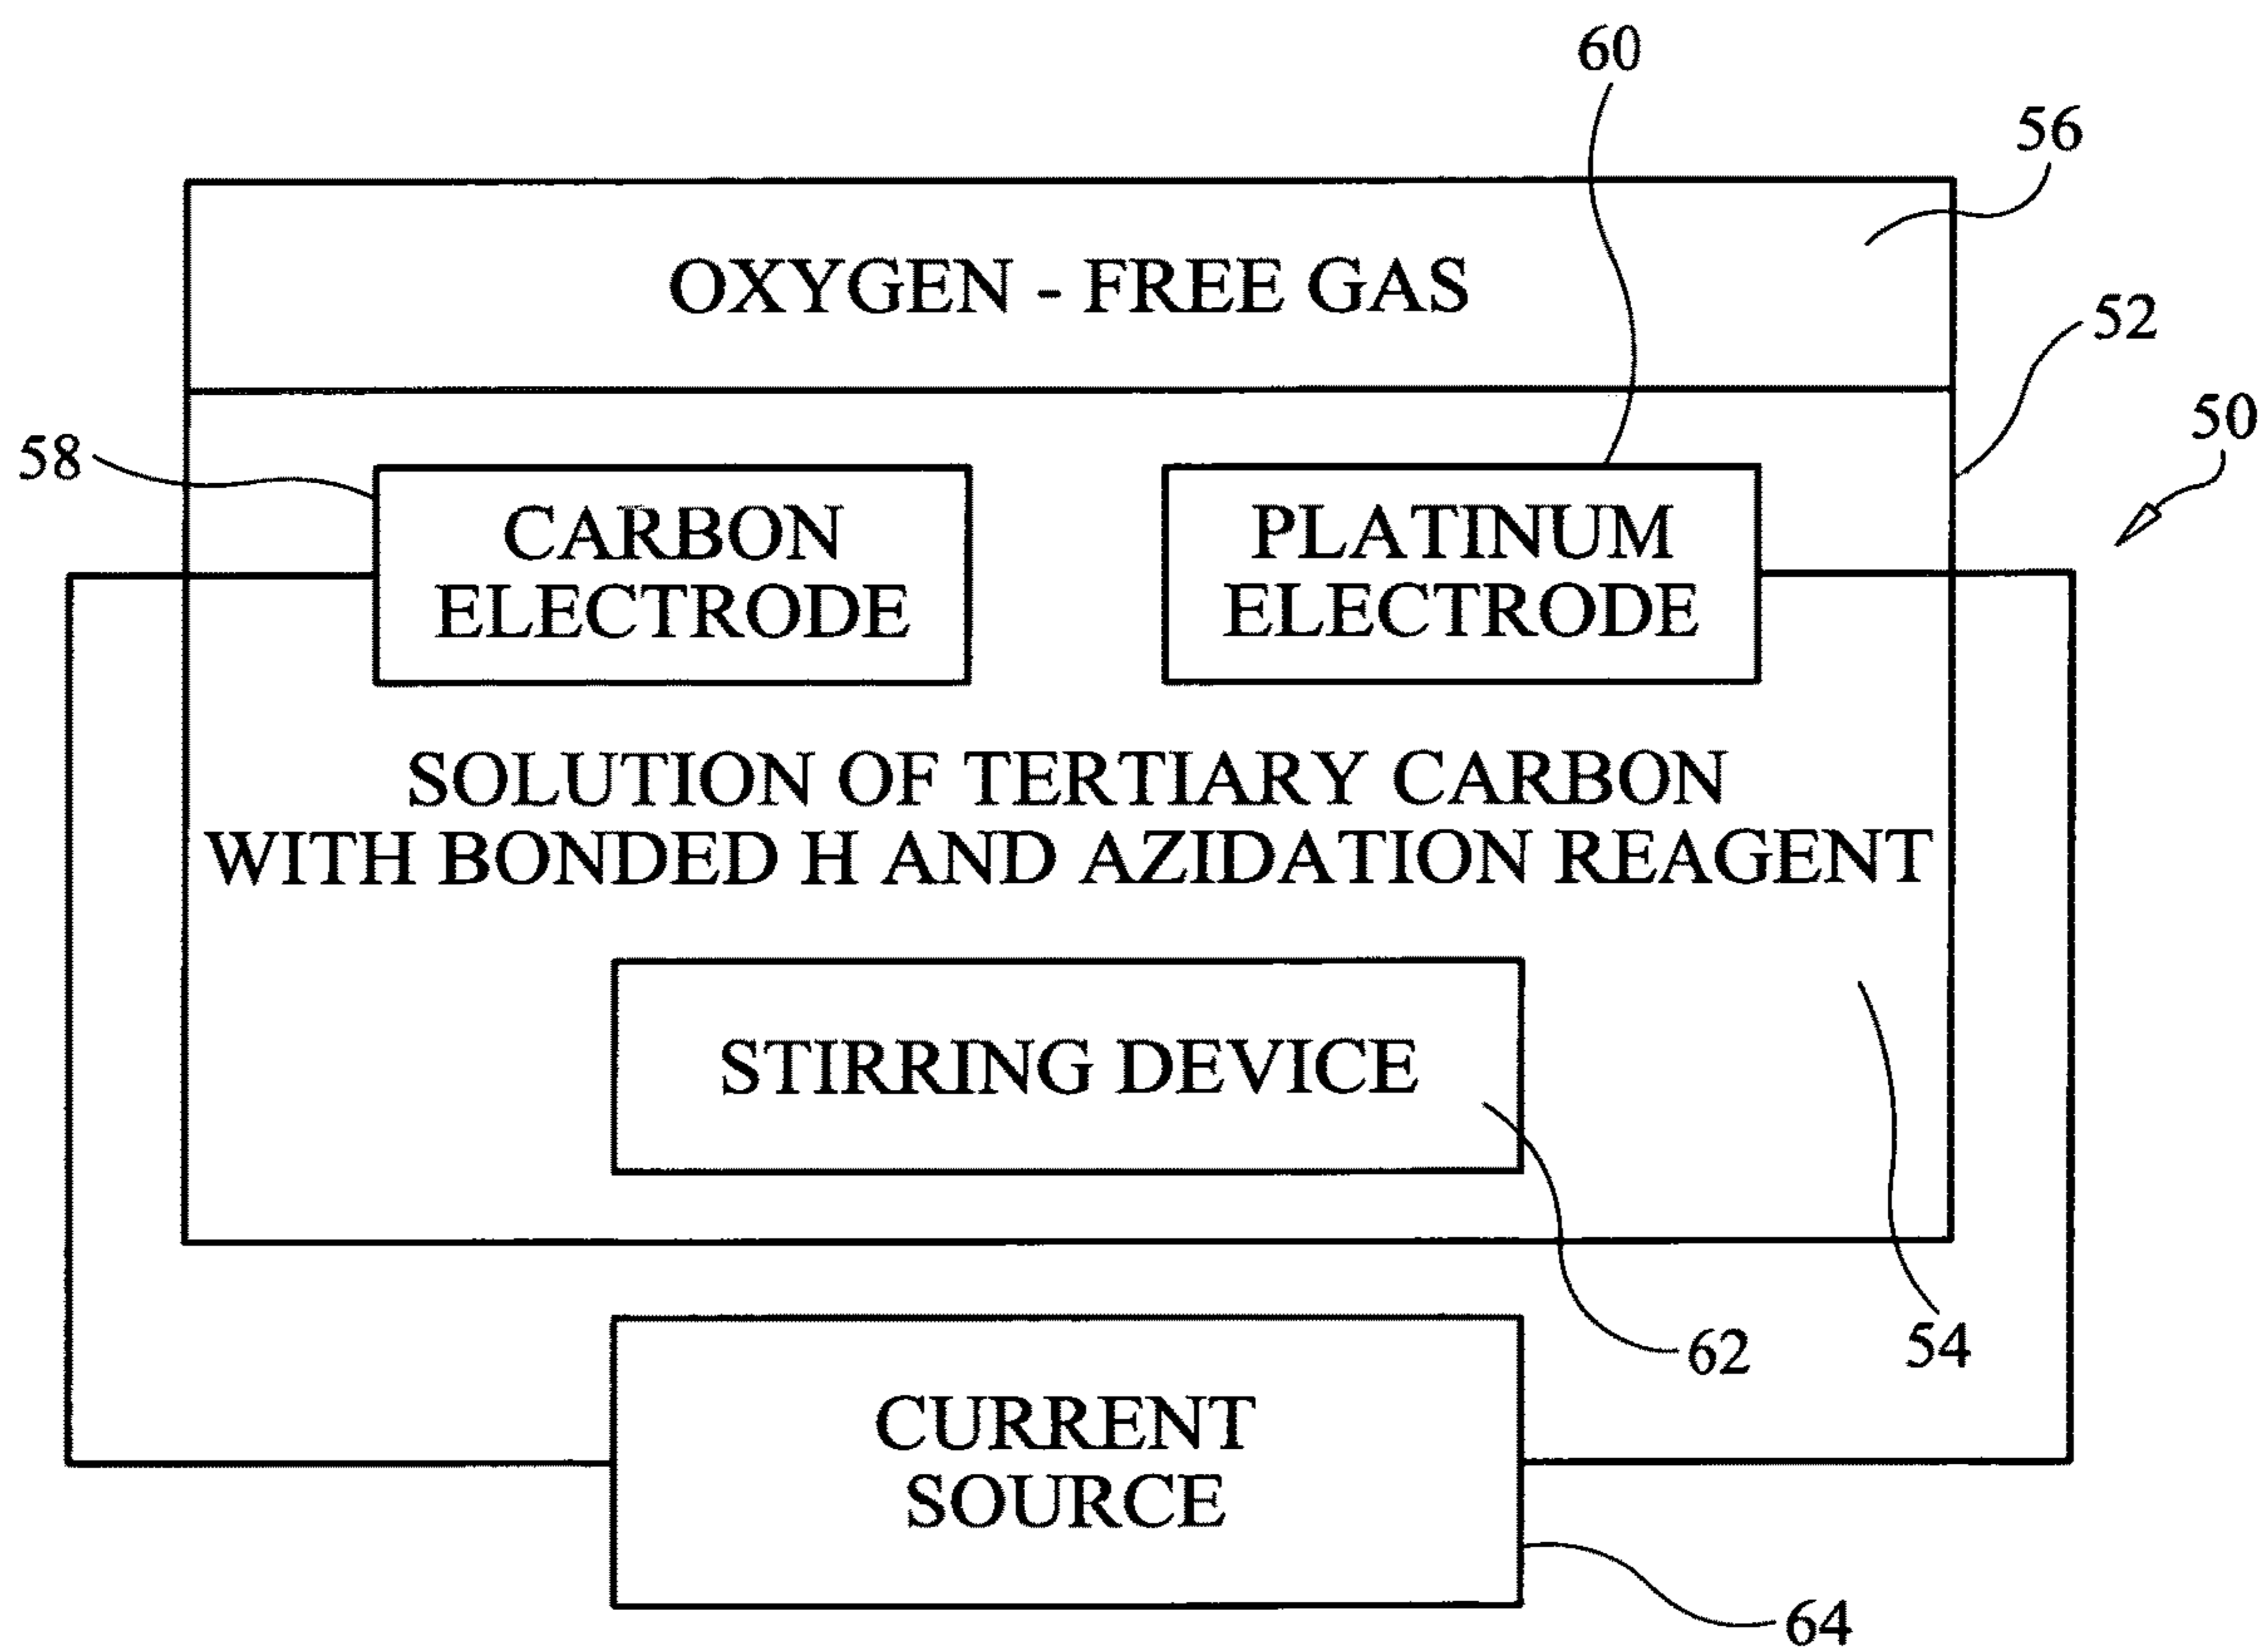 60
56
OXYGEN - FREE GAS
52
50
58
CARBON
ELECTRODE
PLATINUM
ELECTRODE
SOLUTION OF TERTIARY CARBON
WITH BONDED H AND AZIDATION REAGENT
STIRRING DEVICE
62
54
CURRENT
SOURCE
64